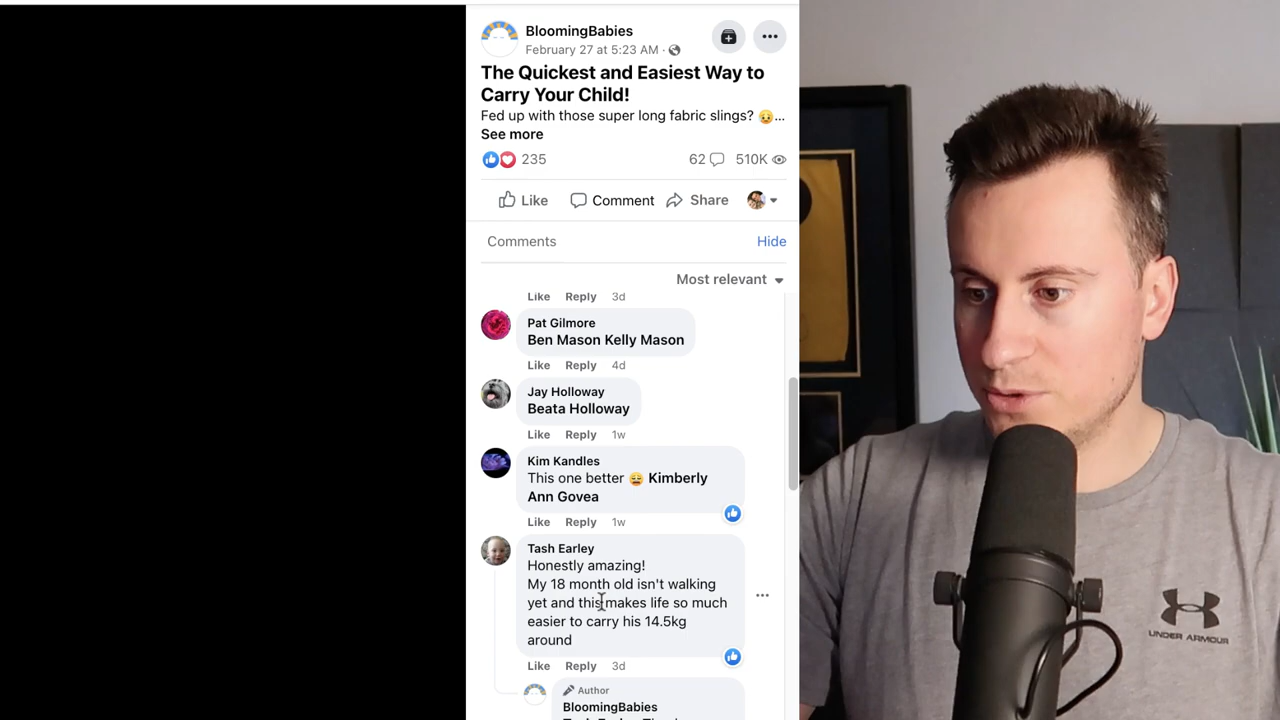 BloomingBabies
February 27 at 5:23 AM ·
The Quickest and Easiest Way to
Carry Your Child!
Fed up with those super long fabric slings? 😥...
See more
235
62
510K
Like
Comment
Share
Comments
Hide
Most relevant
Like Reply 3d
Pat Gilmore
Ben Mason Kelly Mason
Like Reply 4d
Jay Holloway
Beata Holloway
Like Reply 1w
Kim Kandles
This one better 😩 Kimberly
Ann Govea
Like Reply 1w
Tash Earley
Honestly amazing!
My 18 month old isn't walking
yet and this makes life so much
easier to carry his 14.5kg
around
Like Reply 3d
Author
BloomingBabies
UNDER ARMOUR